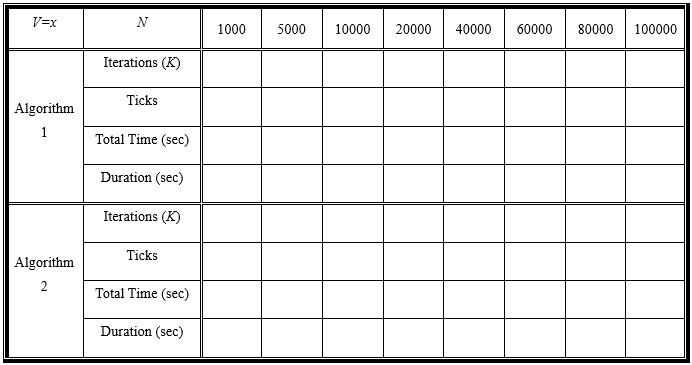 V=x N 1000 5000 10000 20000 40000 60000 80000 100000
Algorithm
1
Iterations (K)
Ticks
Total Time (sec)
Duration (sec)
Algorithm
2
Iterations (K)
Ticks
Total Time (sec)
Duration (sec)